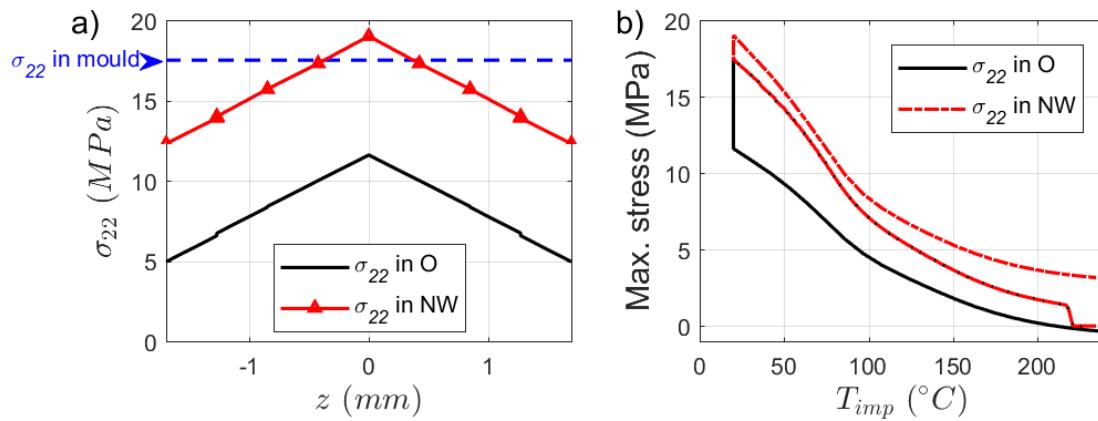 a)
σ22 in mould
σ22 (MPa)
20
15
10
5
0
-1
0
1
z (mm)
σ22 in O
σ22 in NW
b)
Max. stress (MPa)
20
15
10
5
0
0
50
100
150
200
Timp (°C)
σ22 in O
σ22 in NW